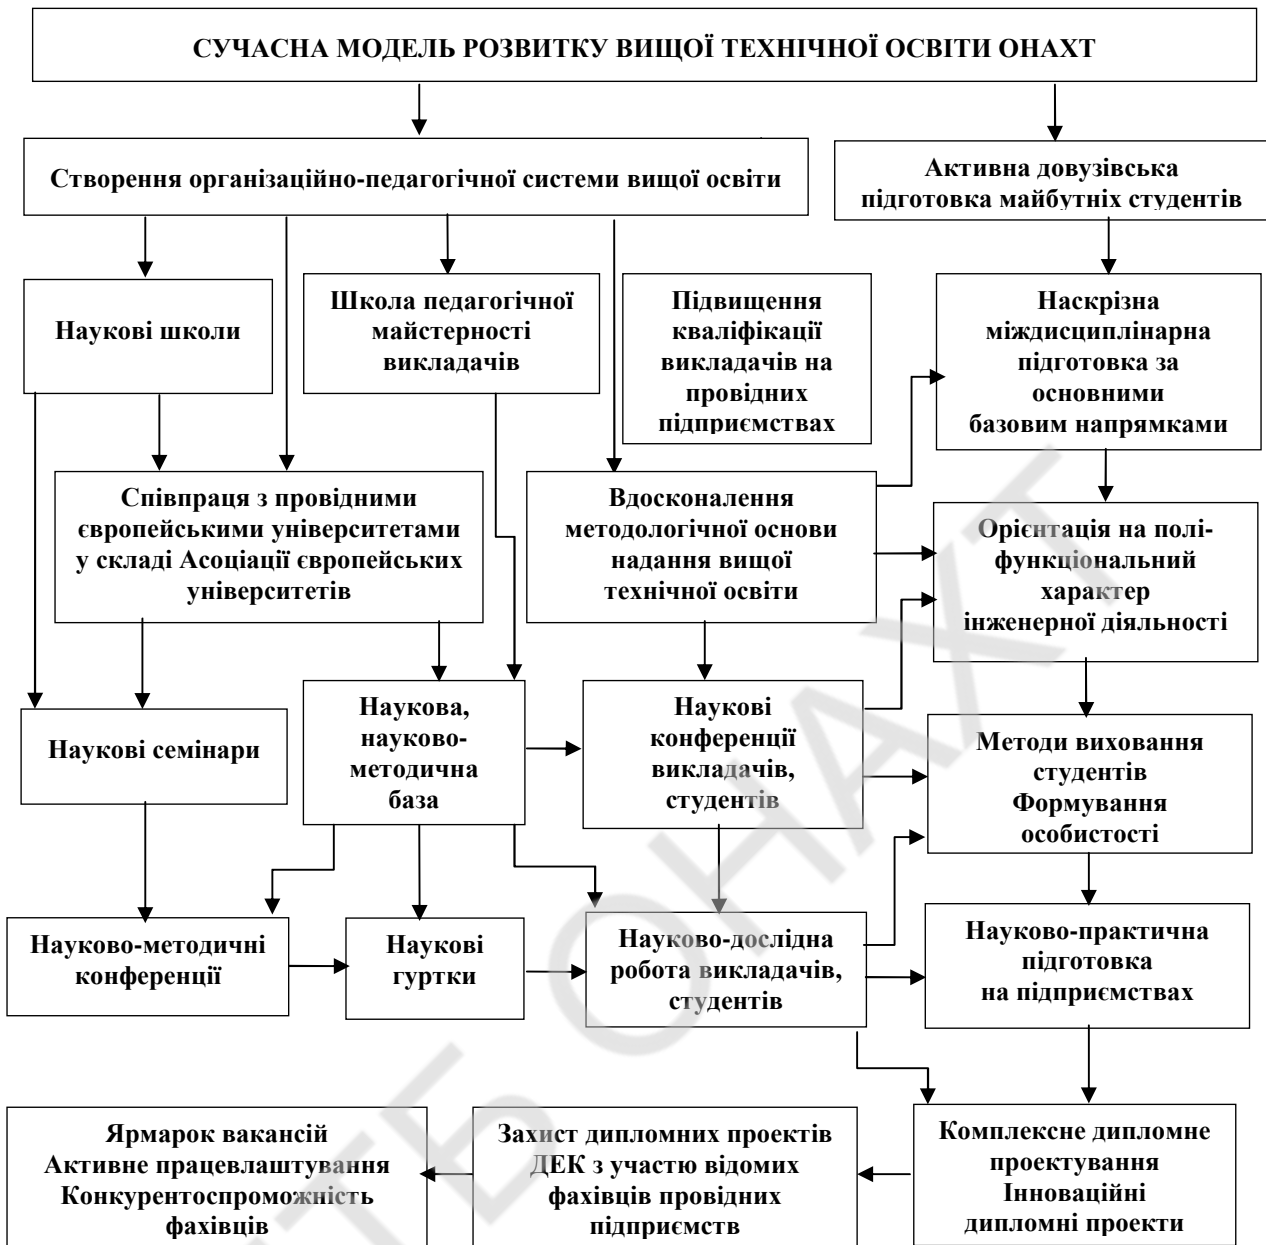 СУЧАСНА МОДЕЛЬ РОЗВИТКУ ВИЩОЇ ТЕХНІЧНОЇ ОСВІТИ ОНАХТ
Створення організаційно-педагогічної системи вищої освіти
Активна довузівська
підготовка майбутніх студентів
Наукові школи
Школа педагогічної
майстерності
викладачів
Підвищення
кваліфікації
викладачів на
провідних
підприємствах
Наскрізна
міждисциплінарна
підготовка за
основними
базовим напрямками
Співпраця з провідними
європейськими університетами
у складі Асоціації європейських
університетів
Вдосконалення
методологічної основи
надання вищої
технічної освіти
Орієнтація на полі-
функціональний
характер
інженерної діяльності
Наукові семінари
Наукова,
науково-
методична
база
Наукові
конференції
викладачів,
студентів
Методи виховання
студентів
Формування
особистості
Науково-методичні
конференції
Наукові
гуртки
Науково-дослідна
робота викладачів,
студентів
Науково-практична
підготовка
на підприємствах
Ярмарок вакансій
Активне працевлаштування
Конкурентоспроможність
фахівців
Захист дипломних проектів
ДЕК з участю відомих
фахівців провідних
підприємств
Комплексне дипломне
проектування
Інноваційні
дипломні проекти
ТБ ОНАХТ